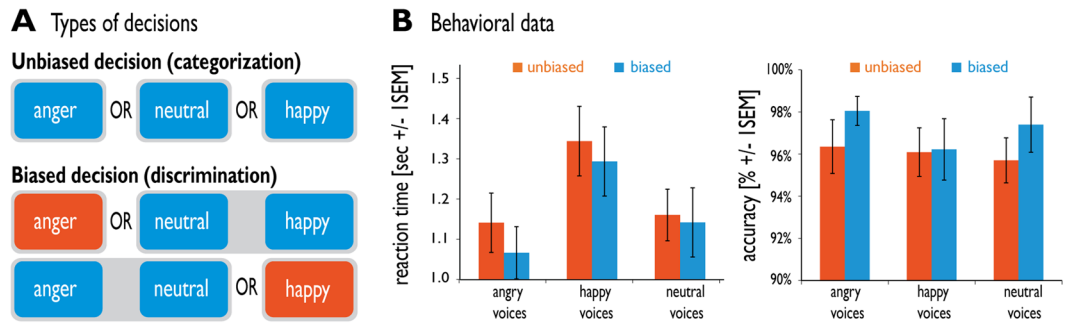 A Types of decisions
Unbiased decision (categorization)
anger OR neutral OR happy
Biased decision (discrimination)
anger OR neutral happy
anger neutral OR happy
B Behavioral data
unbiased biased
reaction time [sec +/- 1SEM]
1.5
1.4
1.3
1.2
1.1
1.0
angry voices
happy voices
neutral voices
unbiased biased
accuracy [% +/- 1SEM]
100%
98%
96%
94%
92%
90%
angry voices
happy voices
neutral voices